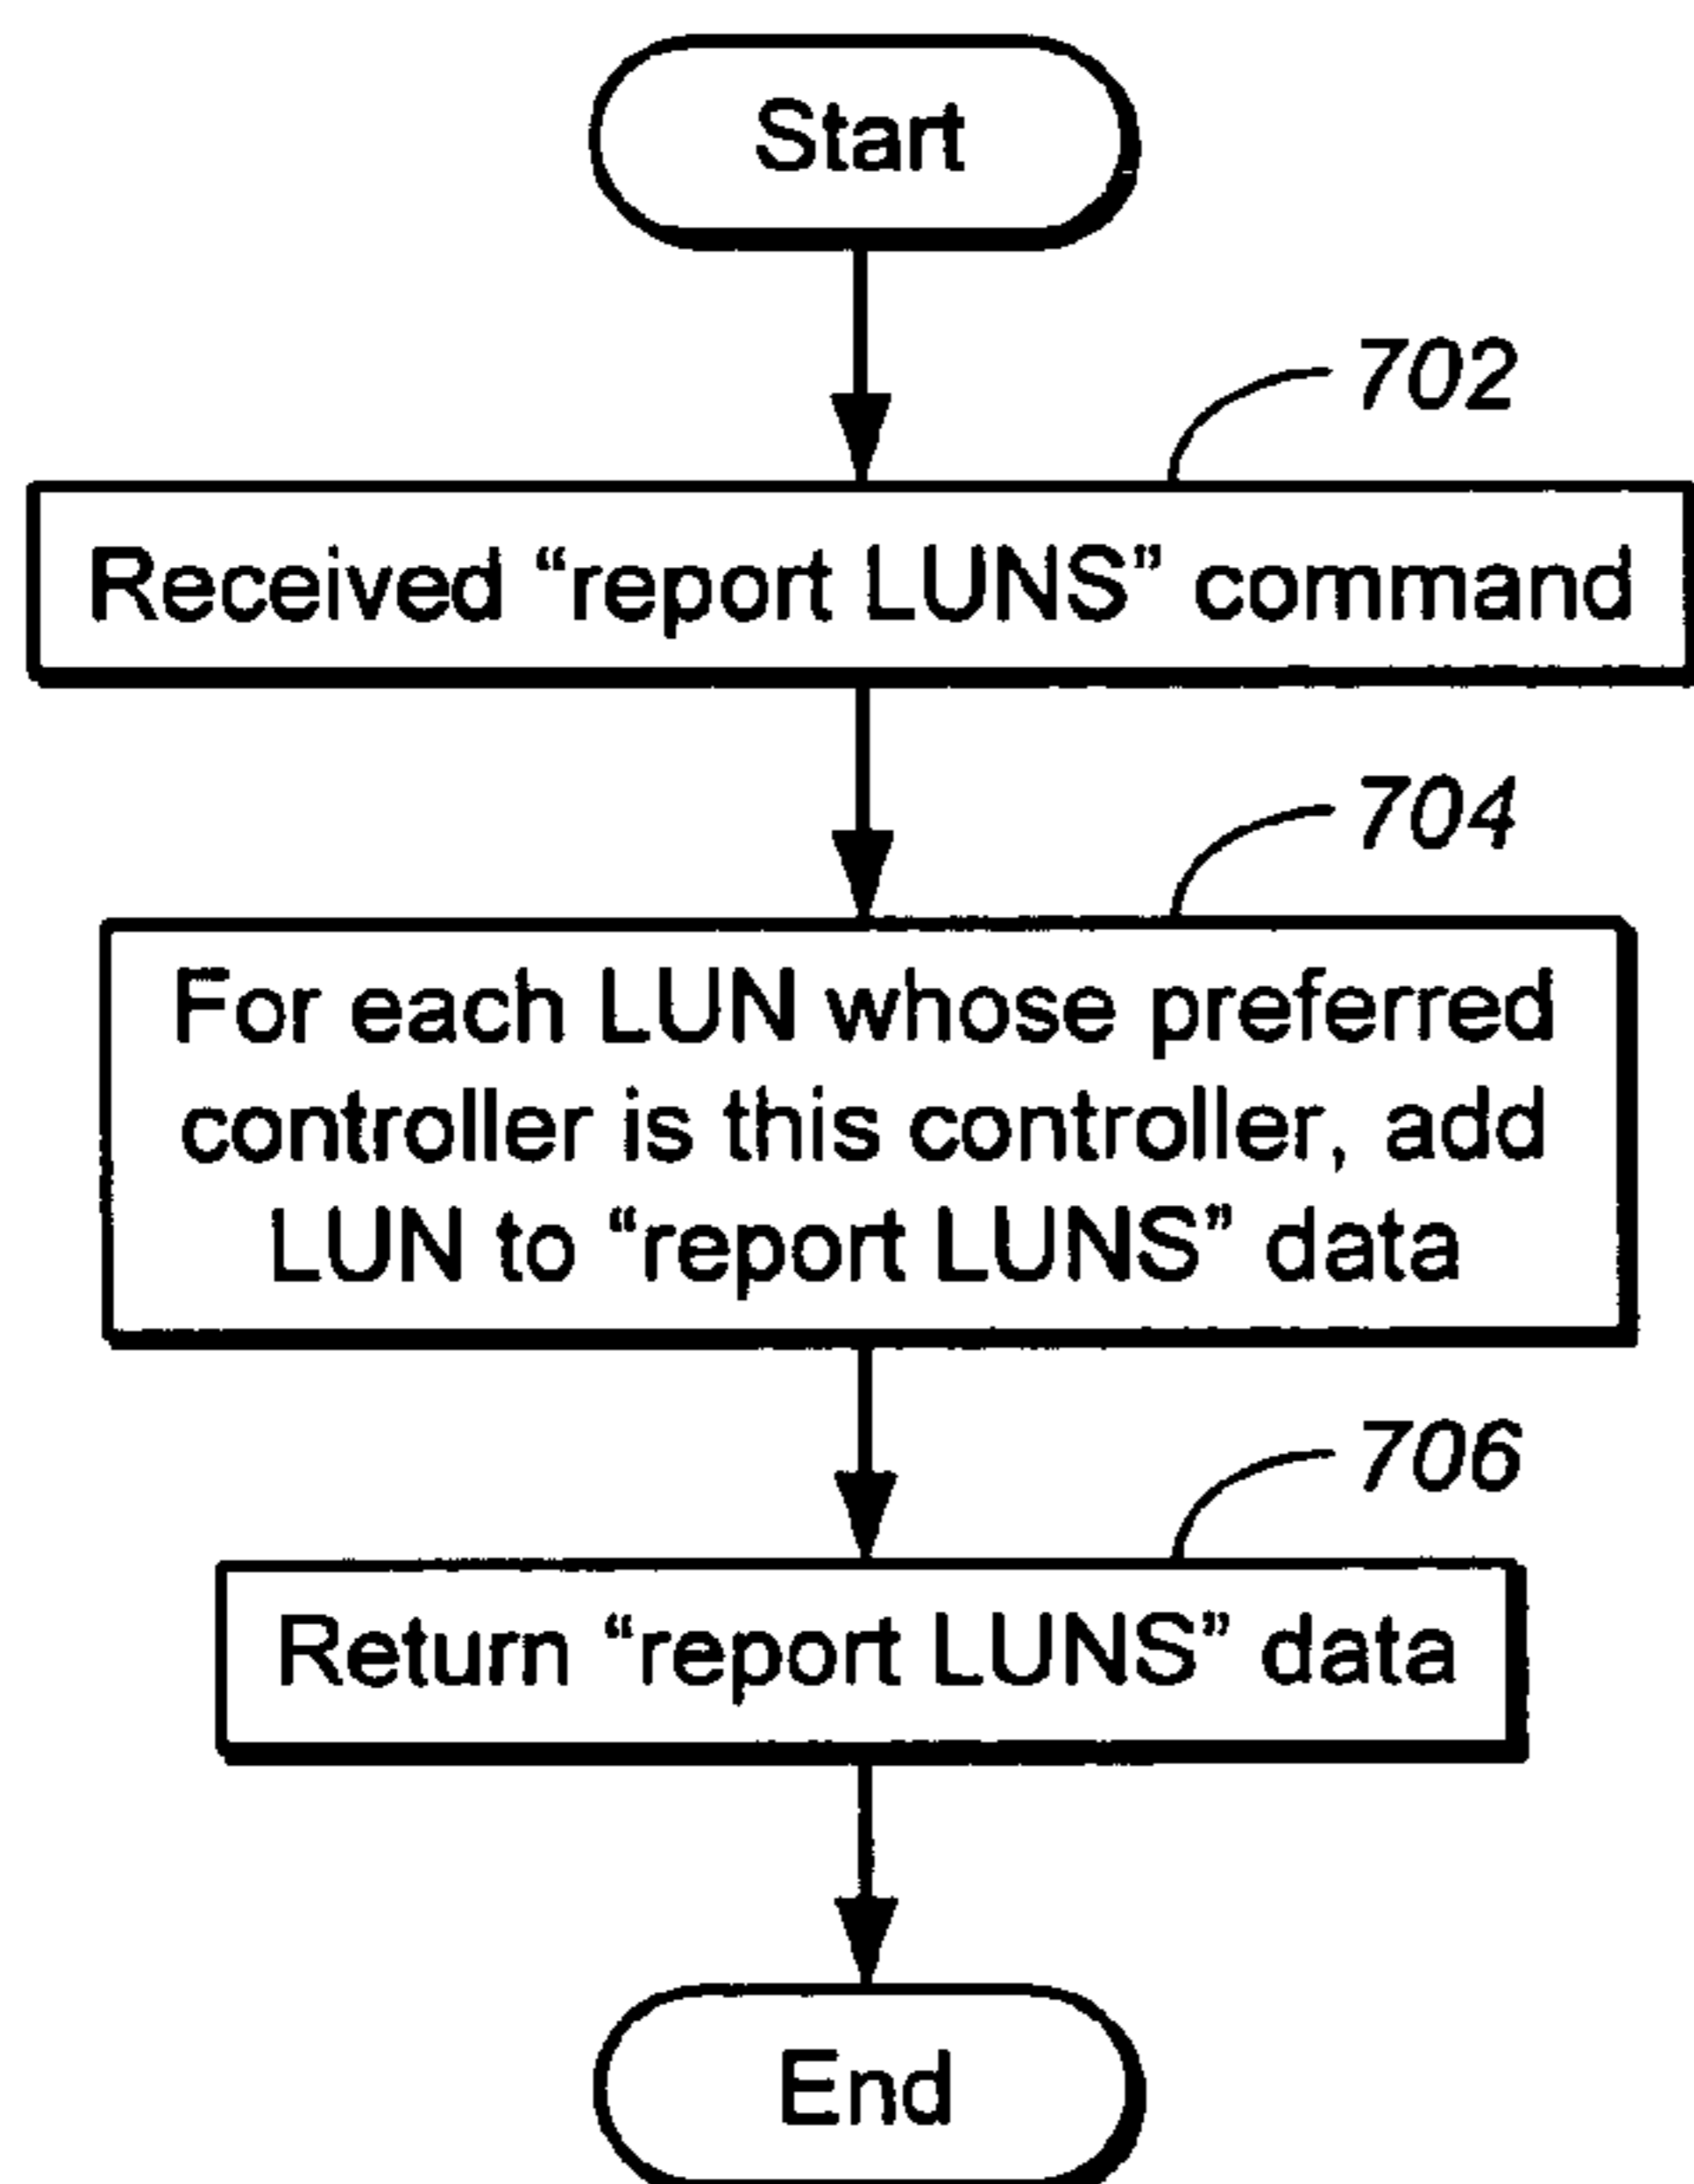 Start
702
Received “report LUNS” command
704
For each LUN whose preferred
controller is this controller, add
LUN to “report LUNS” data
706
Return “report LUNS” data
End